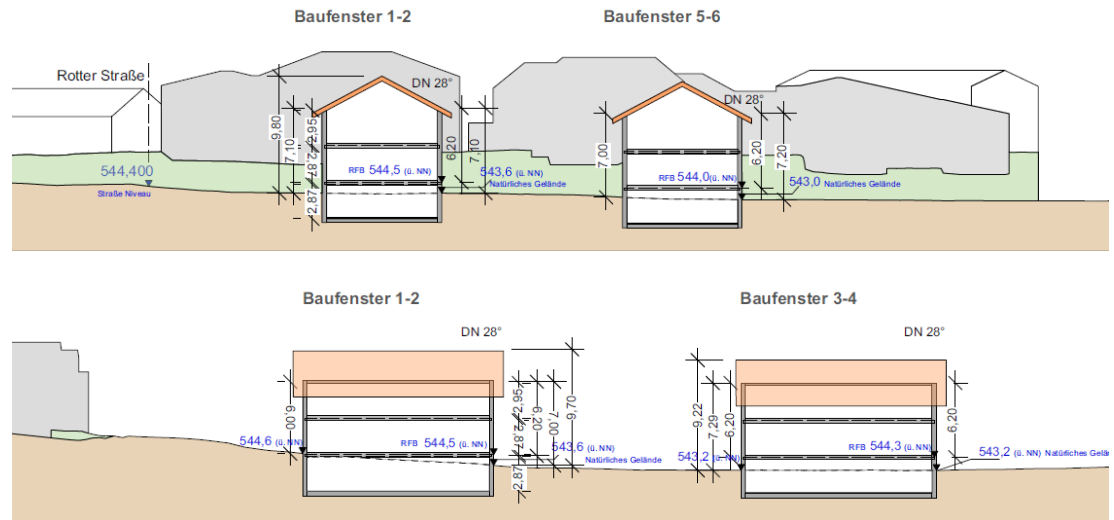 Baufenster 1-2
Baufenster 5-6
Rotter Straße
DN 28°
DN 28°
9,80
7,10
2,95
2,87
2,87
6,20
7,10
7,00
6,20
7,20
544,400
Straße Niveau
RFB 544,5 (ü. NN)
543,6 (ü. NN)
Natürliches Gelände
RFB 544,0 (ü. NN)
543,0 Natürliches Gelände
Baufenster 1-2
Baufenster 3-4
DN 28°
DN 28°
6,00
2,95
2,87
2,87
6,20
7,00
9,70
9,22
7,29
6,20
6,20
544,6 (ü. NN)
RFB 544,5 (ü. NN)
543,6 (ü. NN)
Natürliches Gelände
543,2 (ü. NN)
RFB 544,3 (ü. NN)
543,2 (ü. NN) Natürliches Gelän